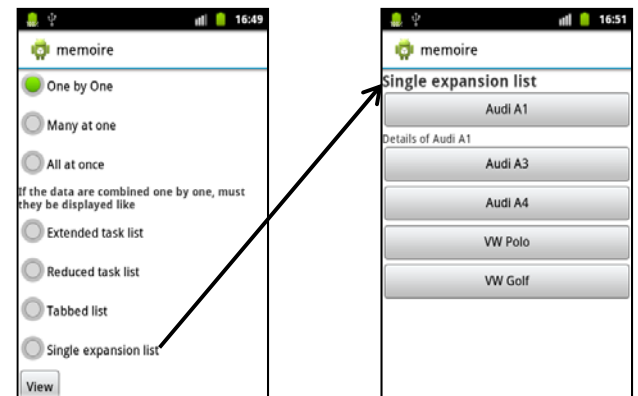 16:49
memoire
One by One
Many at one
All at once
If the data are combined one by one, must
they be displayed like
Extended task list
Reduced task list
Tabbed list
Single expansion list
View
16:51
memoire
Single expansion list
Audi A1
Details of Audi A1
Audi A3
Audi A4
VW Polo
VW Golf